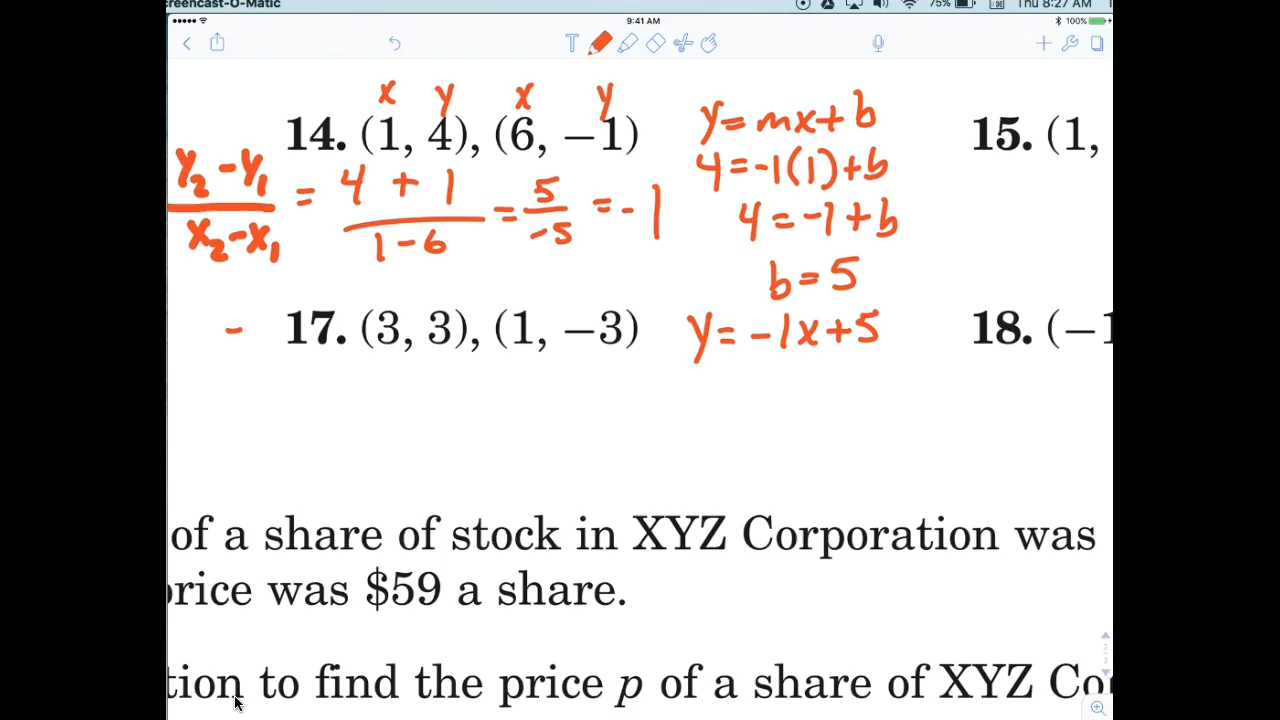 reencast-O-Matic 75% Thu 8:27 AM
9:41 AM 100%
T
x y x y
14. (1, 4), (6, −1) y = mx + b 15. (1,
y2 - y1 / x2 - x1 = 4 + 1 / 1 - 6 = 5 / -5 = - 1 4 = -1(1) + b
4 = -1 + b
b = 5
- 17. (3, 3), (1, −3) y = -1x + 5 18. (−1
of a share of stock in XYZ Corporation was
price was $59 a share.
tion to find the price p of a share of XYZ Co